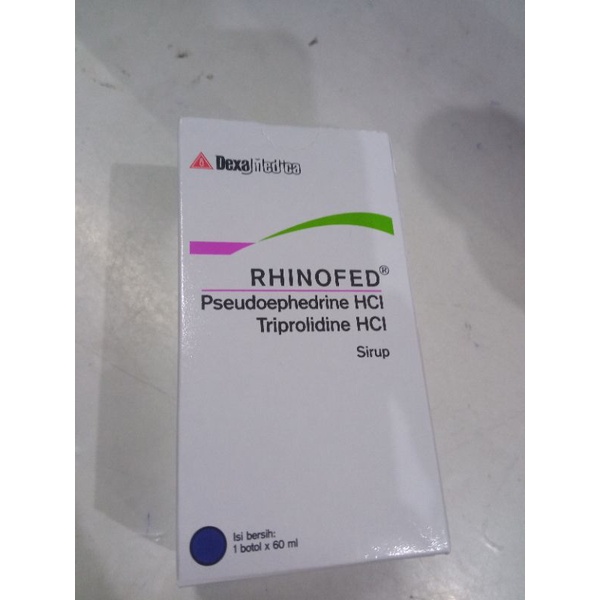 Dexa Medica
RHINOFED®
Pseudoephedrine HCl
Triprolidine HCl
Sirup
Isi bersih:
1 botol x 60 ml